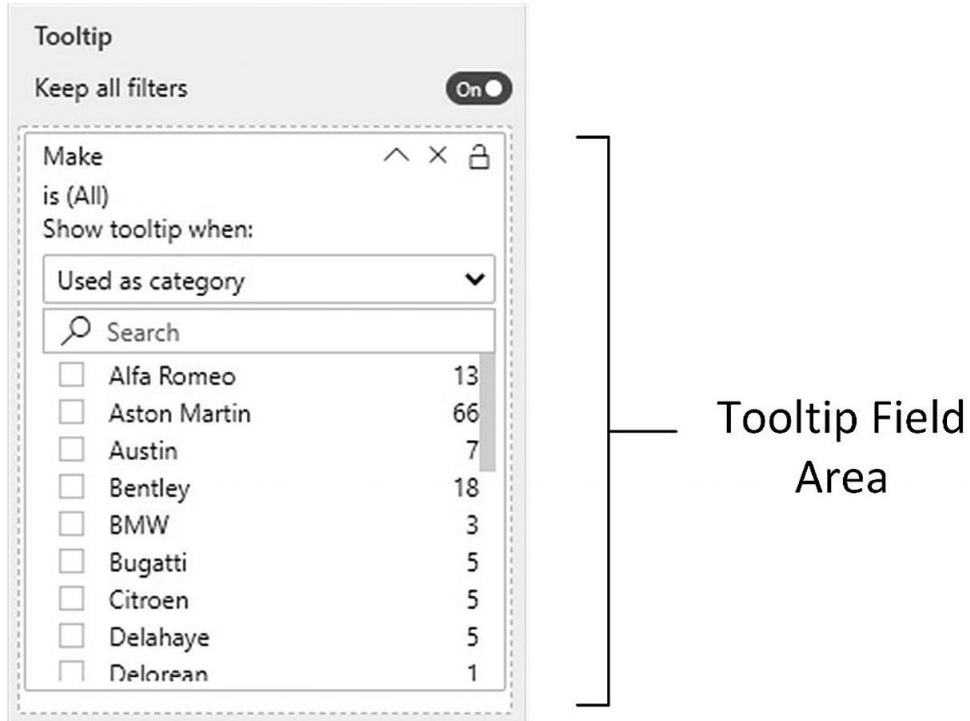 Tooltip
Keep all filters On
Make
is (All)
Show tooltip when:
Used as category
Search
Alfa Romeo 13
Aston Martin 66
Austin 7
Bentley 18
BMW 3
Bugatti 5
Citroen 5
Delahaye 5
Delorean 1
Tooltip Field
Area